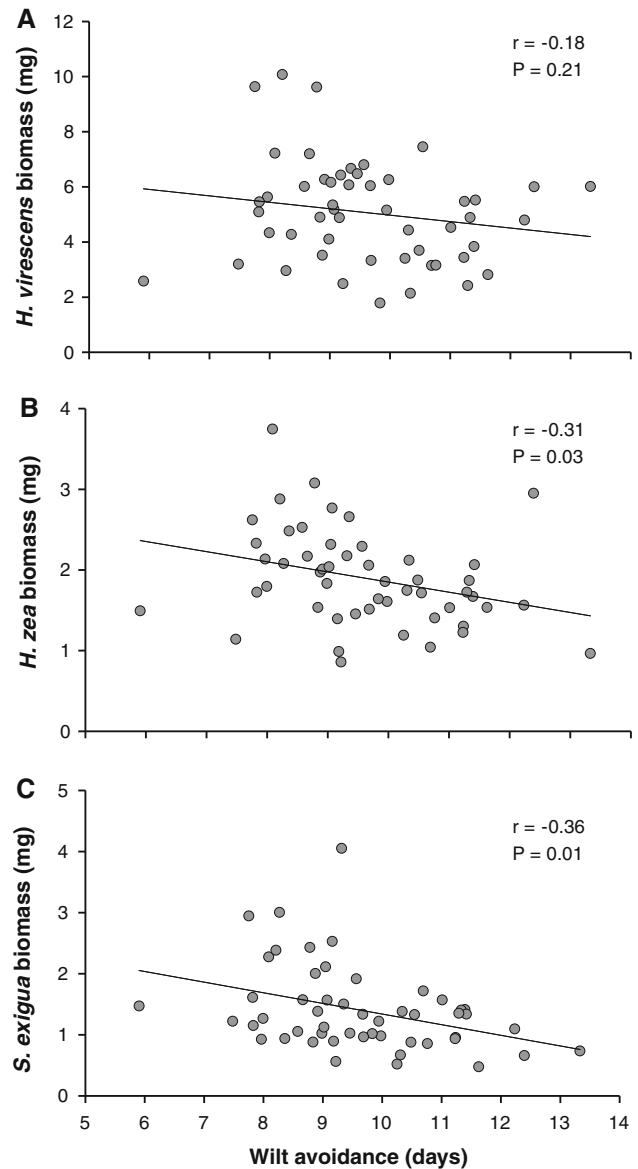 A
H. virescens biomass (mg)
12
10
8
6
4
2
0
r = -0.18
P = 0.21
B
H. zea biomass (mg)
4
3
2
1
0
r = -0.31
P = 0.03
C
S. exigua biomass (mg)
5
4
3
2
1
0
r = -0.36
P = 0.01
5 6 7 8 9 10 11 12 13 14
Wilt avoidance (days)